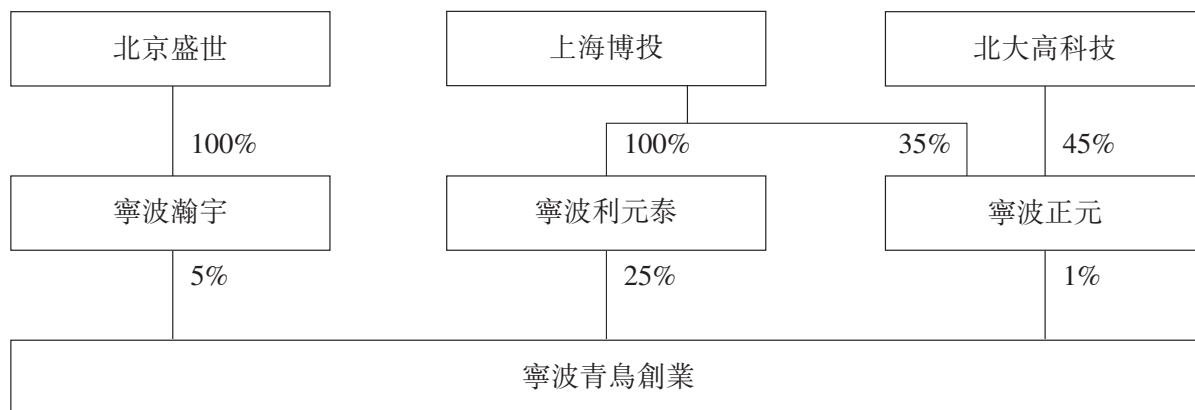 北京盛世
上海博投
北大高科技
100%
100%
35%
45%
寧波瀚宇
寧波利元泰
寧波正元
5%
25%
1%
寧波青鳥創業